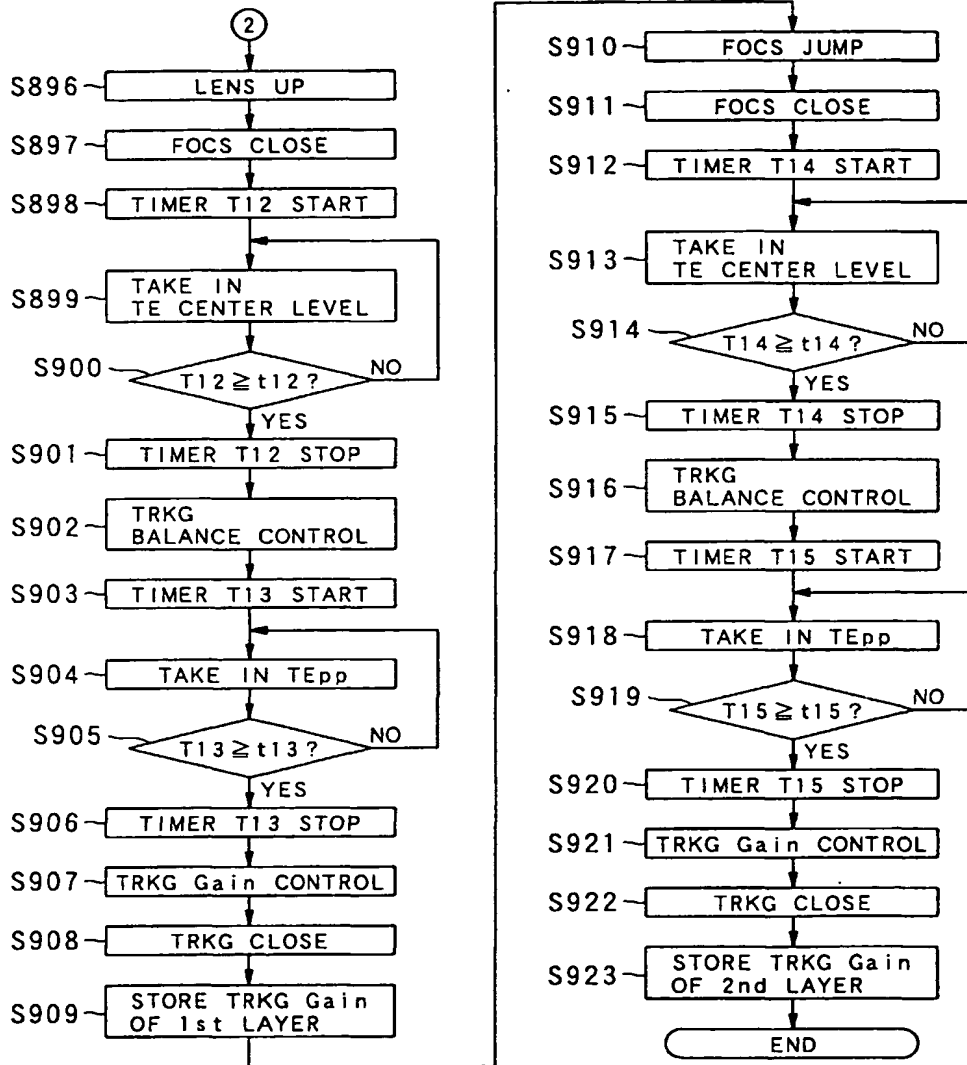 2
S896 LENS UP
S897 FOCS CLOSE
S898 TIMER T12 START
S899 TAKE IN
TE CENTER LEVEL
S900 T12≧t12? NO
YES
S901 TIMER T12 STOP
S902 TRKG
BALANCE CONTROL
S903 TIMER T13 START
S904 TAKE IN TEpp
S905 T13≧t13? NO
YES
S906 TIMER T13 STOP
S907 TRKG Gain CONTROL
S908 TRKG CLOSE
S909 STORE TRKG Gain
OF 1st LAYER
S910 FOCS JUMP
S911 FOCS CLOSE
S912 TIMER T14 START
S913 TAKE IN
TE CENTER LEVEL
S914 T14≧t14? NO
YES
S915 TIMER T14 STOP
S916 TRKG
BALANCE CONTROL
S917 TIMER T15 START
S918 TAKE IN TEpp
S919 T15≧t15? NO
YES
S920 TIMER T15 STOP
S921 TRKG Gain CONTROL
S922 TRKG CLOSE
S923 STORE TRKG Gain
OF 2nd LAYER
END